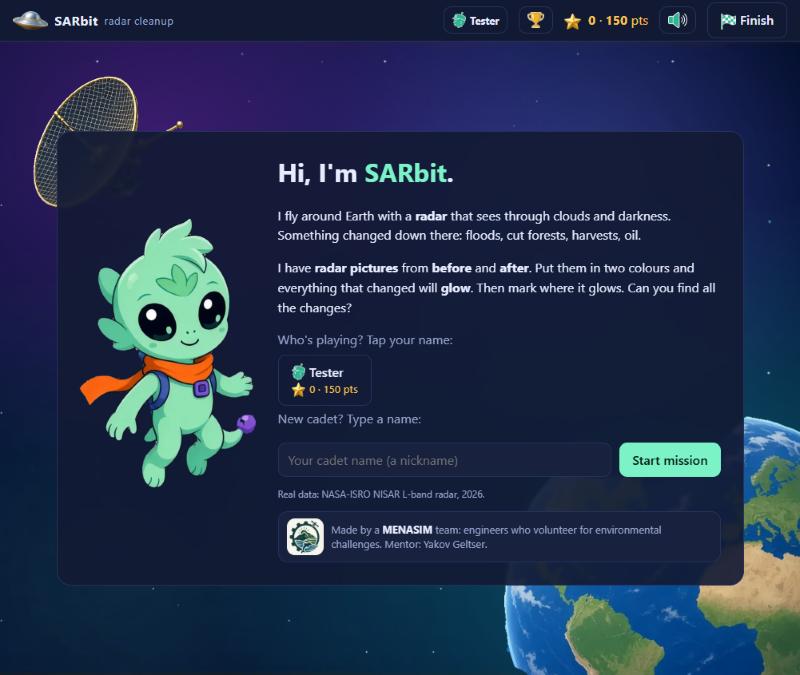 SARbit radar cleanup
Tester
0 · 150 pts
Finish
Hi, I'm SARbit.
I fly around Earth with a radar that sees through clouds and darkness.
Something changed down there: floods, cut forests, harvests, oil.
I have radar pictures from before and after. Put them in two colours and
everything that changed will glow. Then mark where it glows. Can you find all
the changes?
Who's playing? Tap your name:
Tester
0 · 150 pts
New cadet? Type a name:
Your cadet name (a nickname)
Start mission
Real data: NASA-ISRO NISAR L-band radar, 2026.
Made by a MENASIM team: engineers who volunteer for environmental
challenges. Mentor: Yakov Geltser.